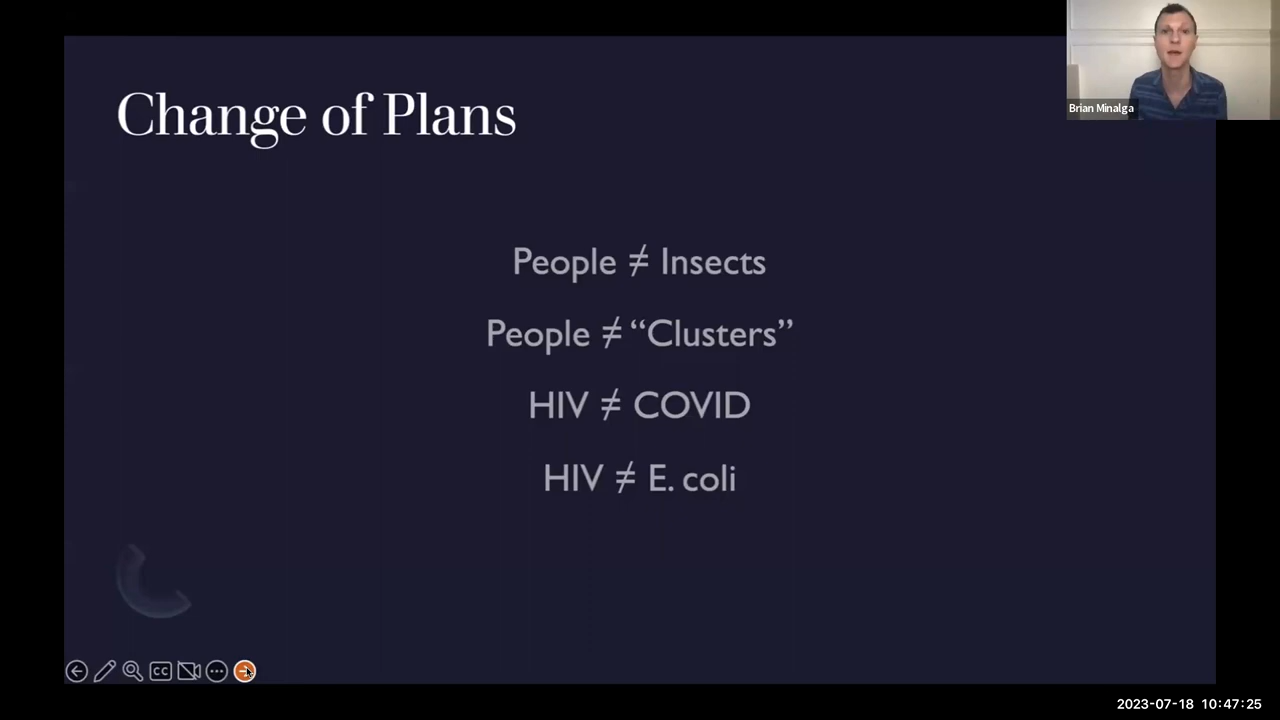 Change of Plans
People ≠ Insects
People ≠ “Clusters”
HIV ≠ COVID
HIV ≠ E. coli
Brian Minalga
CC
2023-07-18 10:47:25